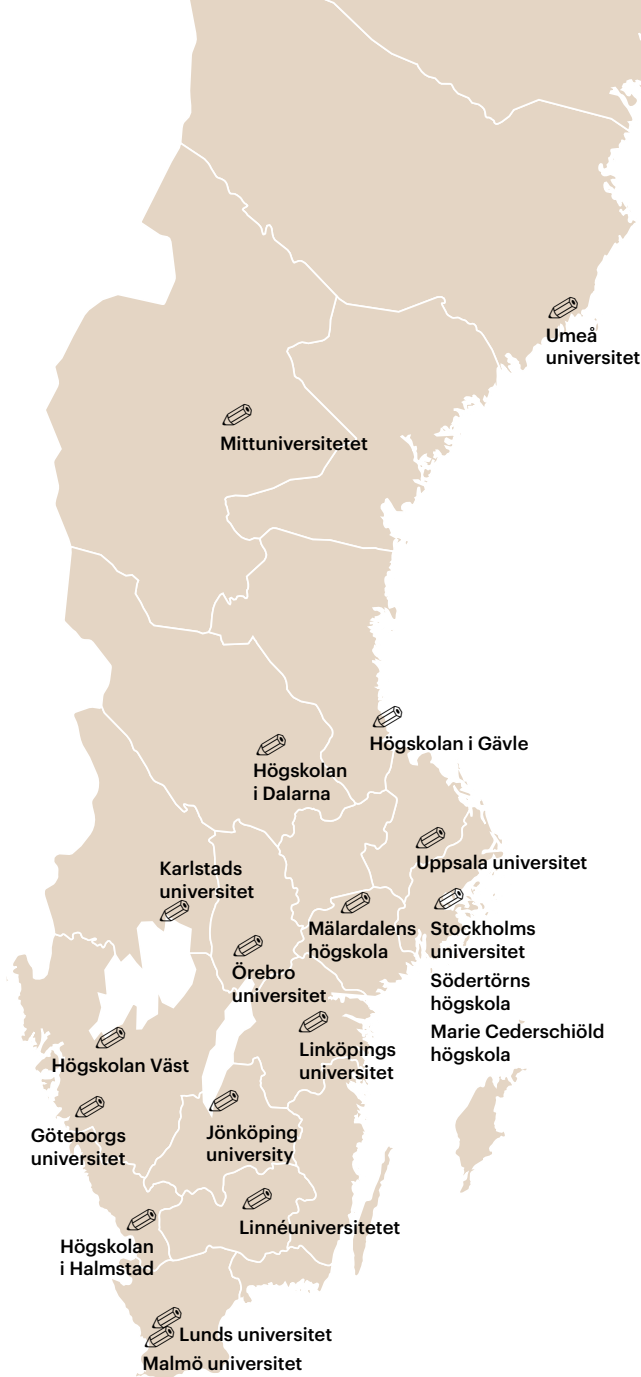 Umeå
universitet
Mittuniversitetet
Högskolan i Gävle
Högskolan
i Dalarna
Uppsala universitet
Karlstads
universitet
Mälardalens
högskola
Stockholms
universitet
Södertörns
högskola
Marie Cederschiöld
högskola
Örebro
universitet
Linköpings
universitet
Högskolan Väst
Göteborgs
universitet
Jönköping
university
Linnéuniversitetet
Högskolan
i Halmstad
Lunds universitet
Malmö universitet